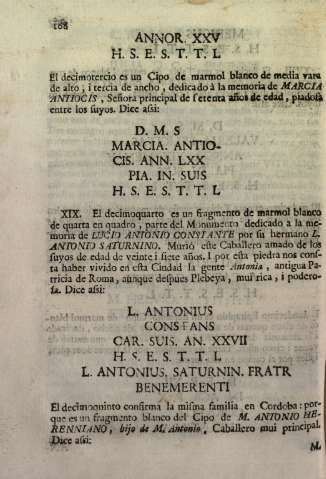 168
ANNOR. XXV
H. S. E. S. T. T. L
El decimotercio es un Cipo de marmol blanco de media vara
de alto, i tercia de ancho, dedicado à la memoria de MARCIA
ANTIOCIS, Señora principal de setenta años de edad, piadosa
entre los suyos. Dice assi:
D. M. S
MARCIA. ANTIO-
CIS. ANN. LXX
PIA. IN. SUIS
H. S. E. S. T. T. L
XIX. El decimoquarto es un fragmento de marmol blanco
de quarta en quadro, parte del Monumento dedicado à la me-
moria de LUCIO ANTONIO CONSTANTE por su hermano L.
ANTONIO SATURNINO. Muriò este Caballero amado de los
suyos de edad de veinte i siete años. I por esta piedra nos cons-
ta haber vivido en esta Ciudad la gente Antonia, antigua Pa-
tricia de Roma, aunque despues Plebeya, mui rica, i podero-
sa. Dice assi:
L. ANTONIUS
CONSTANS
CAR. SUIS. AN. XXVII
H. S. E. S. T. T. L
L. ANTONIUS. SATURNIN. FRATR
BENEMERENTI
El decimoquinto confirma la misma familia en Cordoba: por-
que es un fragmento blanco del Cipo de M. ANTONIO HE-
RENNIANO, hijo de M. Antonio, Caballero mui principal.
Dice assi:
M.